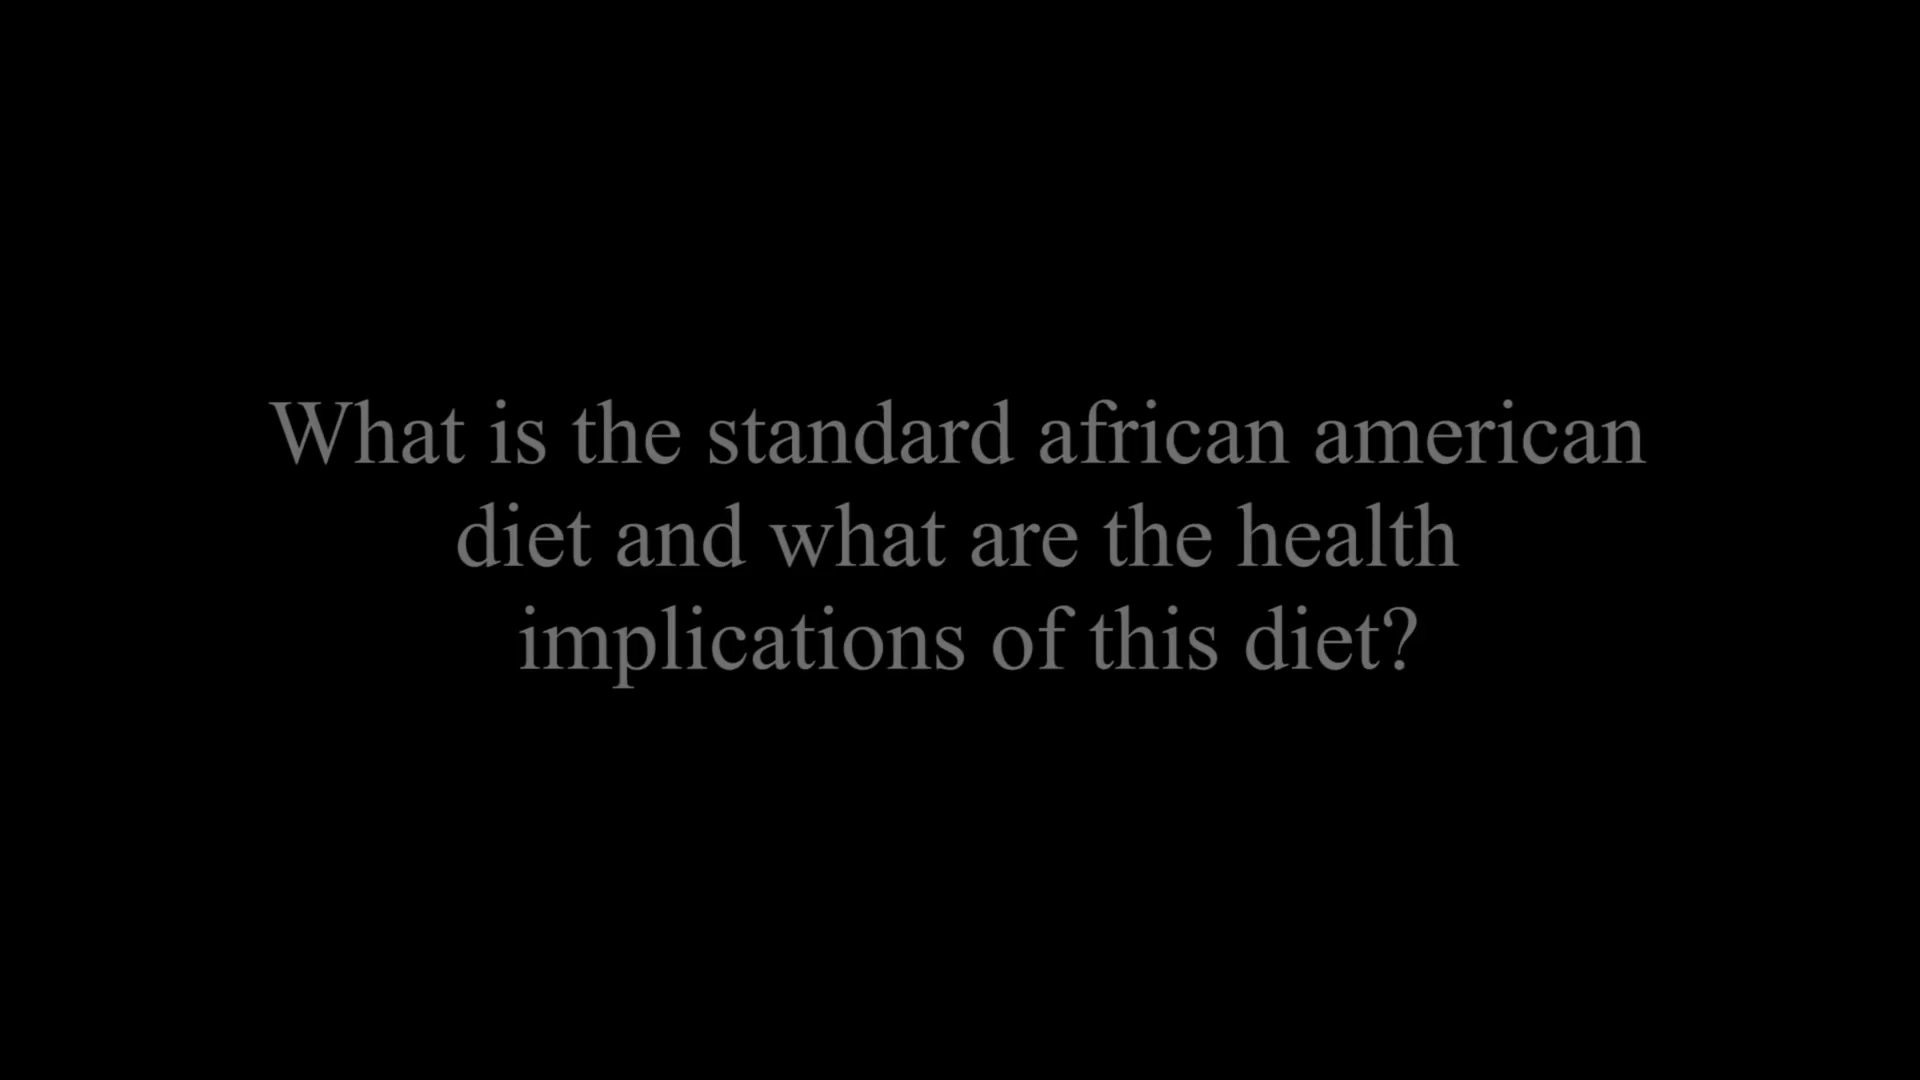 What is the standard african american
diet and what are the health
implications of this diet?